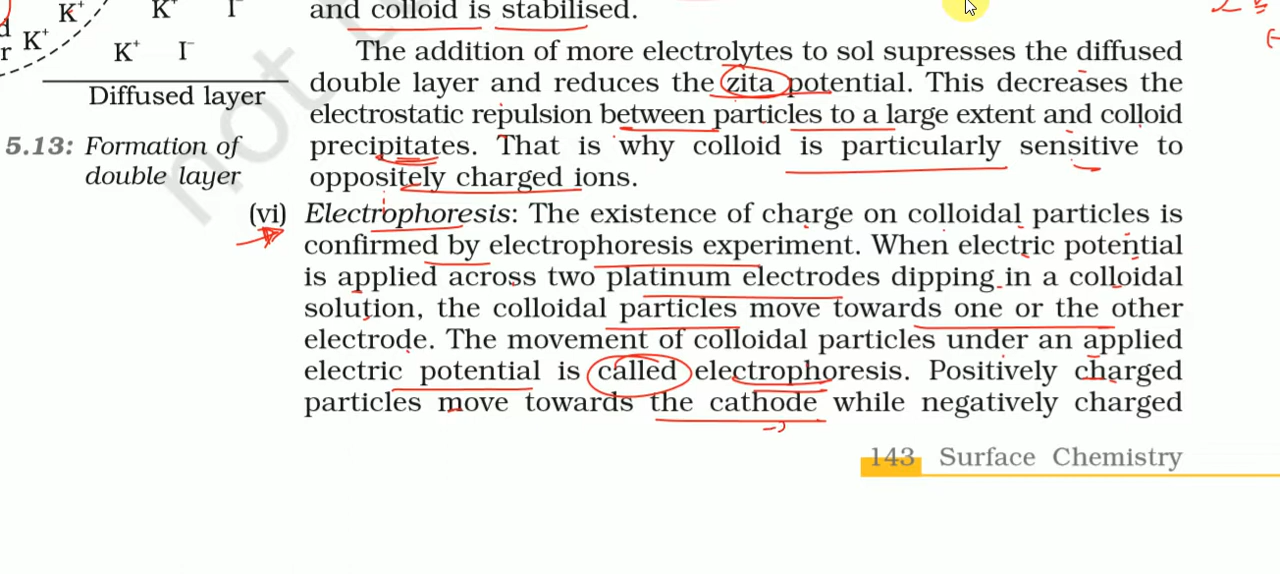 and colloid is stabilised.
K⁺ K⁺ I⁻
K⁺
K⁺ I⁻
Diffused layer
5.13: Formation of
double layer
The addition of more electrolytes to sol supresses the diffused
double layer and reduces the zita potential. This decreases the
electrostatic repulsion between particles to a large extent and colloid
precipitates. That is why colloid is particularly sensitive to
oppositely charged ions.
(vi) Electrophoresis: The existence of charge on colloidal particles is
confirmed by electrophoresis experiment. When electric potential
is applied across two platinum electrodes dipping in a colloidal
solution, the colloidal particles move towards one or the other
electrode. The movement of colloidal particles under an applied
electric potential is called electrophoresis. Positively charged
particles move towards the cathode while negatively charged
143 Surface Chemistry
not